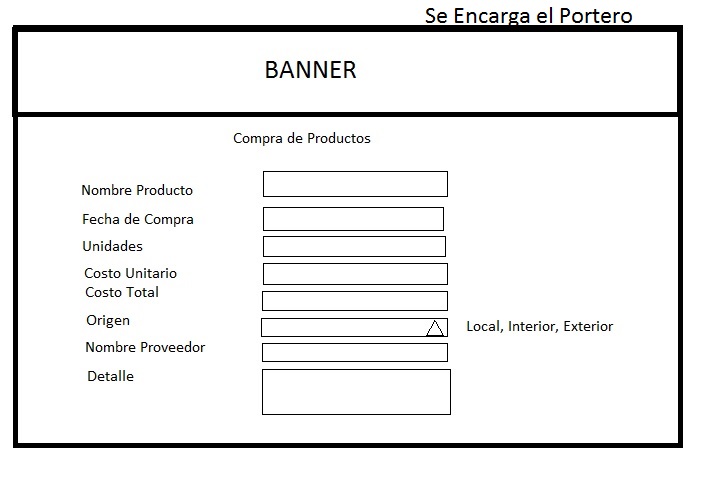 Se Encarga el Portero
BANNER
Compra de Productos
Nombre Producto
Fecha de Compra
Unidades
Costo Unitario
Costo Total
Origen
Local, Interior, Exterior
Nombre Proveedor
Detalle